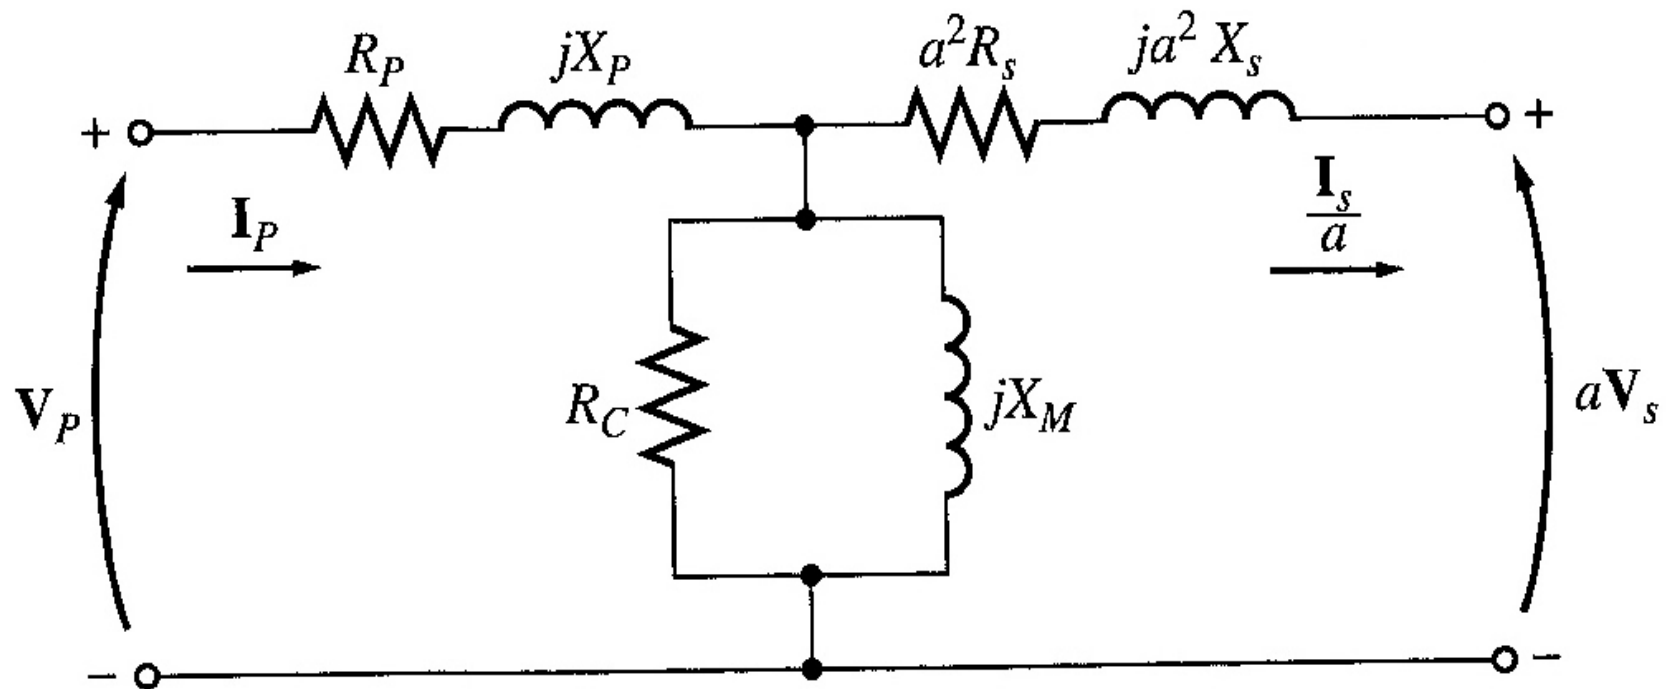 R_P jX_P a²R_s ja² X_s
+ +
I_P I_s/a
V_P R_C jX_M aV_s
− −